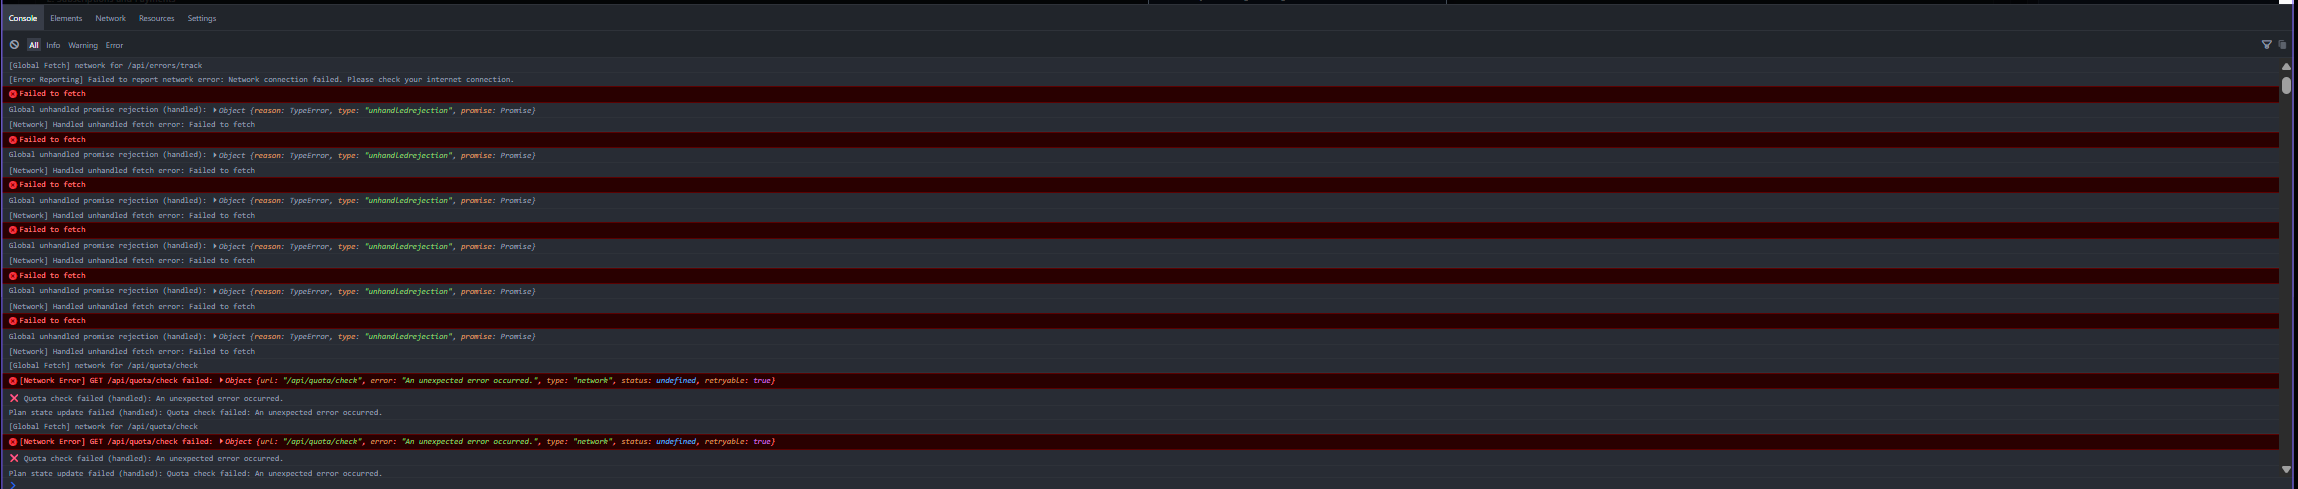 Console Elements Network Resources Settings
All Info Warning Error
[Global Fetch] network for /api/errors/track
[Error Reporting] Failed to report network error: Network connection failed. Please check your internet connection.
Failed to fetch
Global unhandled promise rejection (handled): Object {reason: TypeError, type: "unhandledrejection", promise: Promise}
[Network] Handled unhandled fetch error: Failed to fetch
Failed to fetch
Global unhandled promise rejection (handled): Object {reason: TypeError, type: "unhandledrejection", promise: Promise}
[Network] Handled unhandled fetch error: Failed to fetch
Failed to fetch
Global unhandled promise rejection (handled): Object {reason: TypeError, type: "unhandledrejection", promise: Promise}
[Network] Handled unhandled fetch error: Failed to fetch
Failed to fetch
Global unhandled promise rejection (handled): Object {reason: TypeError, type: "unhandledrejection", promise: Promise}
[Network] Handled unhandled fetch error: Failed to fetch
Failed to fetch
Global unhandled promise rejection (handled): Object {reason: TypeError, type: "unhandledrejection", promise: Promise}
[Network] Handled unhandled fetch error: Failed to fetch
Failed to fetch
Global unhandled promise rejection (handled): Object {reason: TypeError, type: "unhandledrejection", promise: Promise}
[Network] Handled unhandled fetch error: Failed to fetch
[Global Fetch] network for /api/quota/check
[Network Error] GET /api/quota/check failed: Object {url: "/api/quota/check", error: "An unexpected error occurred.", type: "network", status: undefined, retryable: true}
❌ Quota check failed (handled): An unexpected error occurred.
Plan state update failed (handled): Quota check failed: An unexpected error occurred.
[Global Fetch] network for /api/quota/check
[Network Error] GET /api/quota/check failed: Object {url: "/api/quota/check", error: "An unexpected error occurred.", type: "network", status: undefined, retryable: true}
❌ Quota check failed (handled): An unexpected error occurred.
Plan state update failed (handled): Quota check failed: An unexpected error occurred.